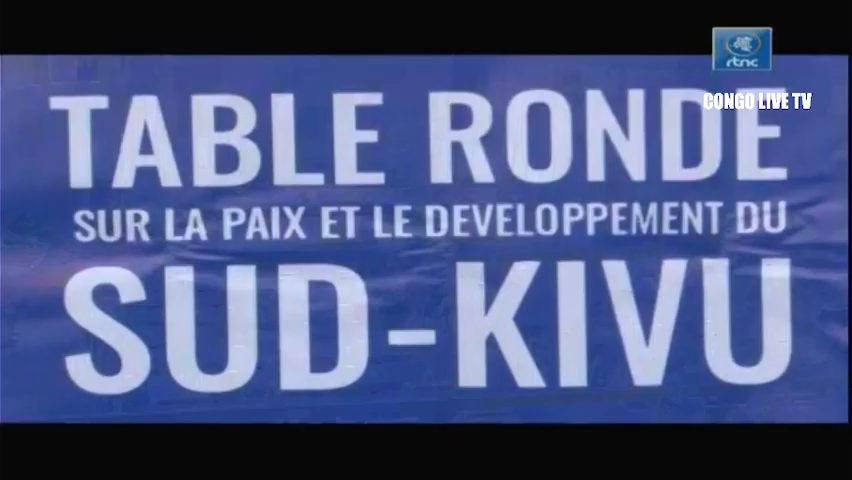 rtnc
CONGO LIVE TV
TABLE RONDE
SUR LA PAIX ET LE DEVELOPPEMENT DU
SUD-KIVU